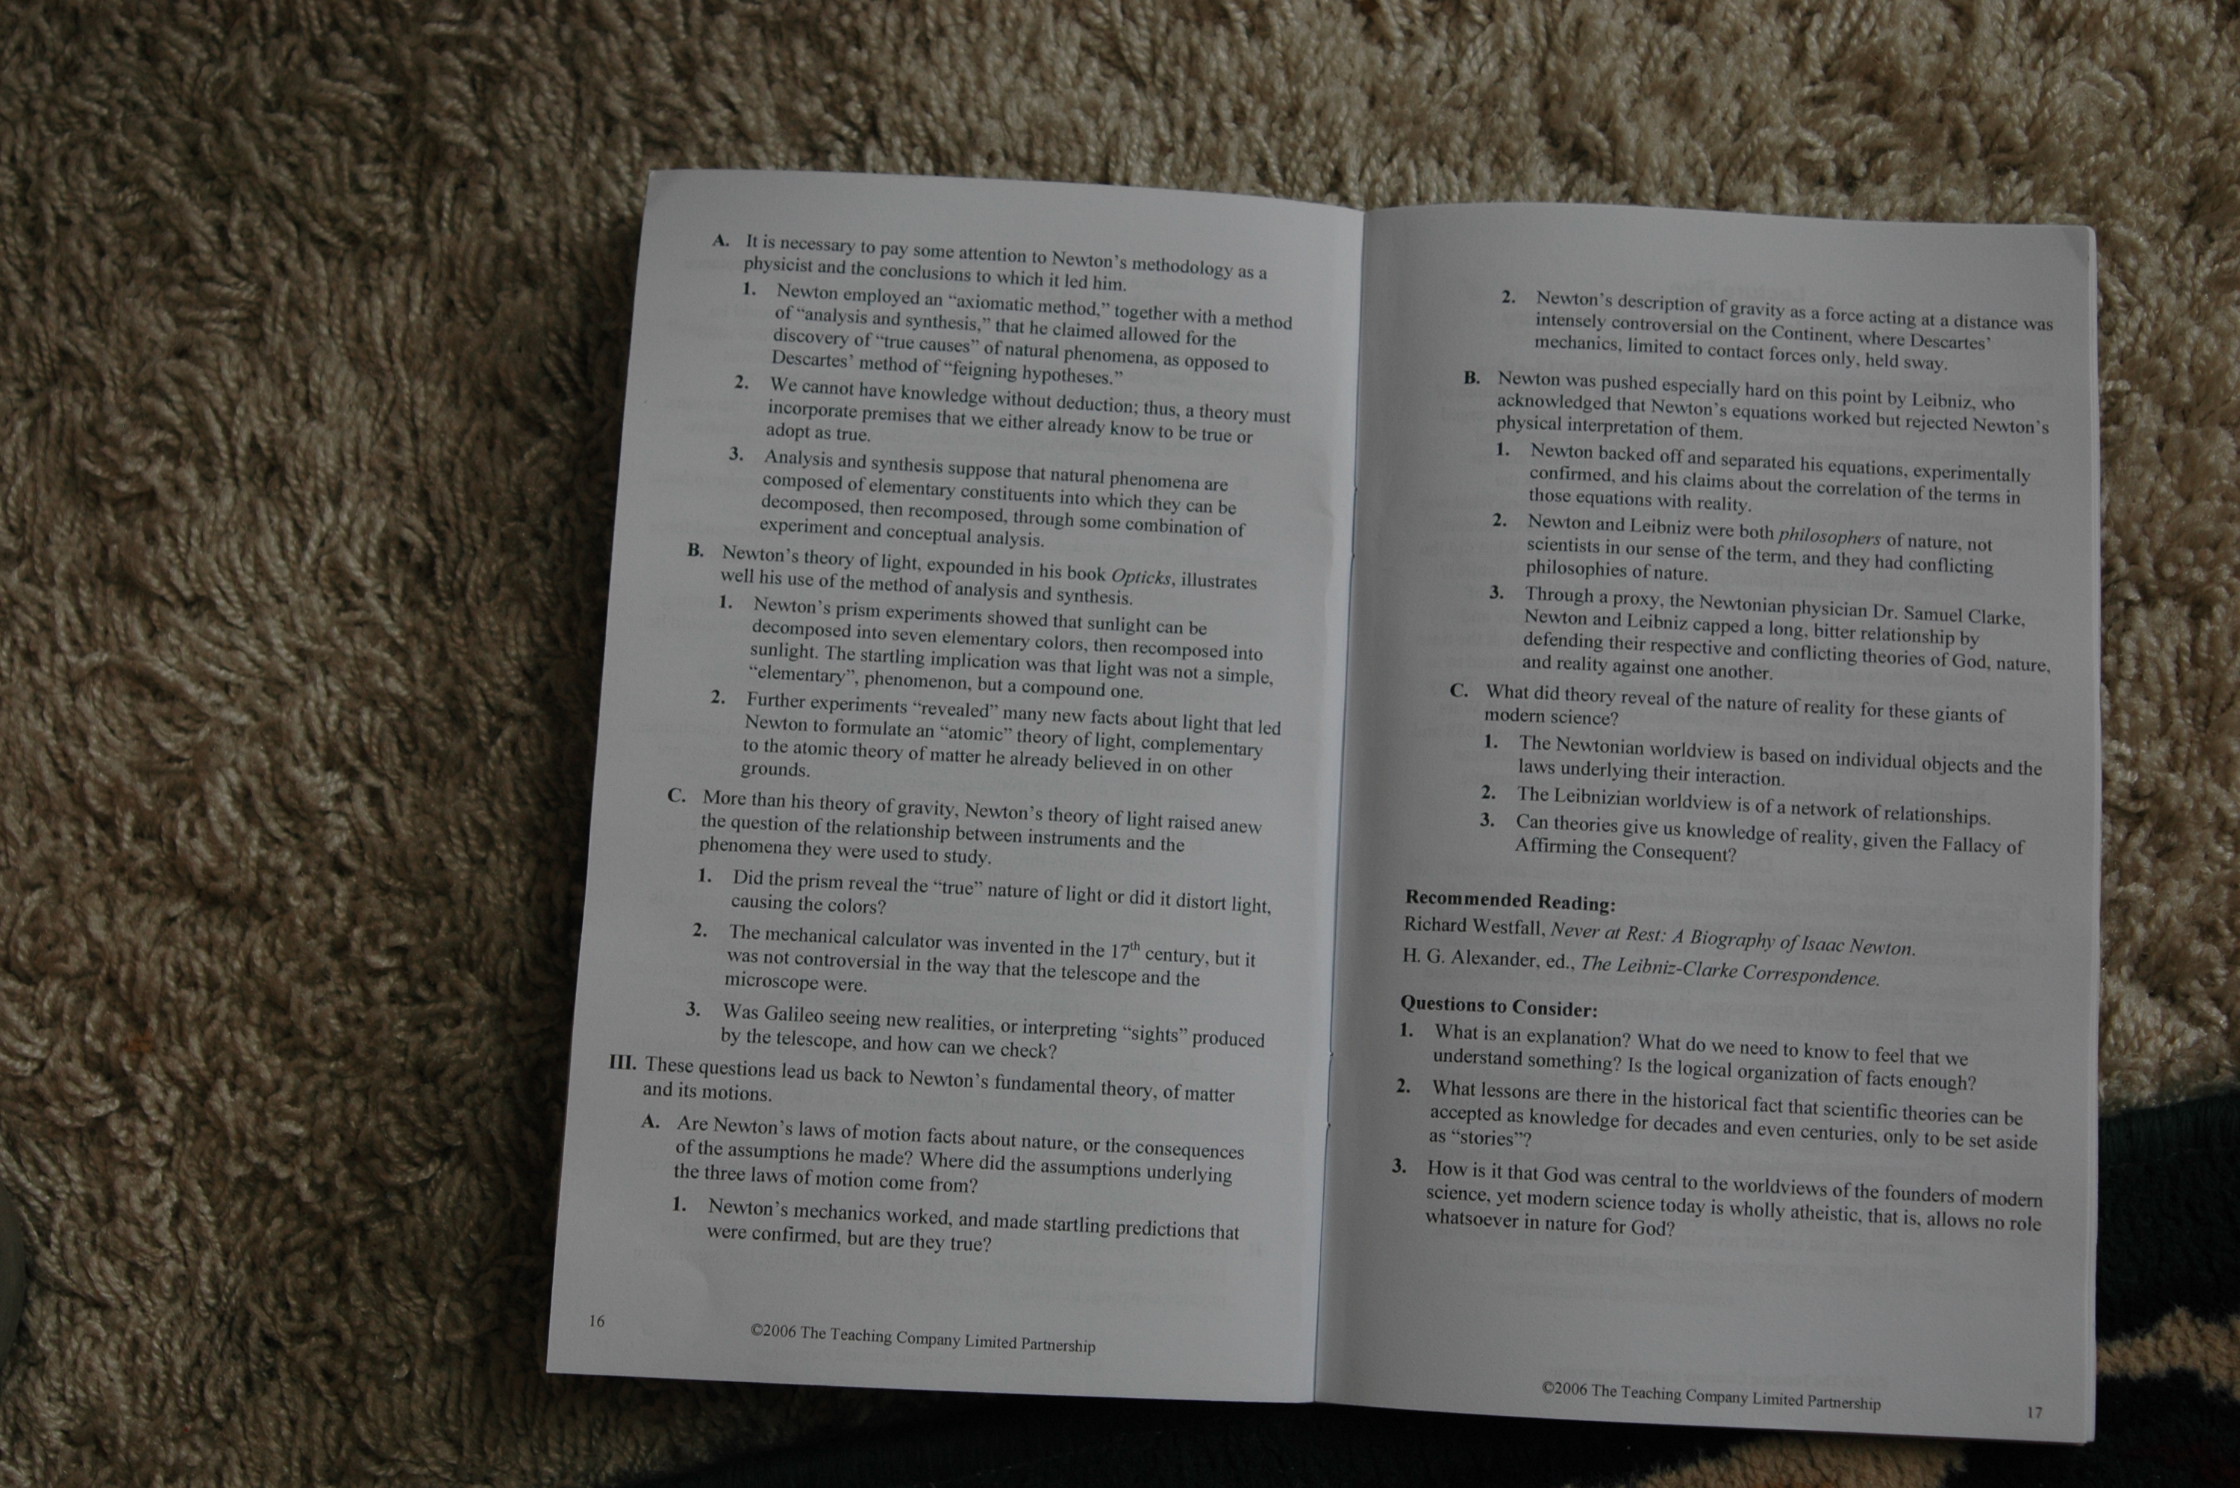 A. It is necessary to pay some attention to Newton's methodology as a
physicist and the conclusions to which it led him.
1. Newton employed an “axiomatic method,” together with a method
of “analysis and synthesis,” that he claimed allowed for the
discovery of “true causes” of natural phenomena, as opposed to
Descartes' method of “feigning hypotheses.”
2. We cannot have knowledge without deduction; thus, a theory must
incorporate premises that we either already know to be true or
adopt as true.
3. Analysis and synthesis suppose that natural phenomena are
composed of elementary constituents into which they can be
decomposed, then recomposed, through some combination of
experiment and conceptual analysis.
B. Newton's theory of light, expounded in his book Opticks, illustrates
well his use of the method of analysis and synthesis.
1. Newton's prism experiments showed that sunlight can be
decomposed into seven elementary colors, then recomposed into
sunlight. The startling implication was that light was not a simple,
“elementary”, phenomenon, but a compound one.
2. Further experiments “revealed” many new facts about light that led
Newton to formulate an “atomic” theory of light, complementary
to the atomic theory of matter he already believed in on other
grounds.
C. More than his theory of gravity, Newton's theory of light raised anew
the question of the relationship between instruments and the
phenomena they were used to study.
1. Did the prism reveal the “true” nature of light or did it distort light,
causing the colors?
2. The mechanical calculator was invented in the 17th century, but it
was not controversial in the way that the telescope and the
microscope were.
3. Was Galileo seeing new realities, or interpreting “sights” produced
by the telescope, and how can we check?
III. These questions lead us back to Newton's fundamental theory, of matter
and its motions.
A. Are Newton's laws of motion facts about nature, or the consequences
of the assumptions he made? Where did the assumptions underlying
the three laws of motion come from?
1. Newton's mechanics worked, and made startling predictions that
were confirmed, but are they true?
16
©2006 The Teaching Company Limited Partnership
2. Newton's description of gravity as a force acting at a distance was
intensely controversial on the Continent, where Descartes'
mechanics, limited to contact forces only, held sway.
B. Newton was pushed especially hard on this point by Leibniz, who
acknowledged that Newton's equations worked but rejected Newton's
physical interpretation of them.
1. Newton backed off and separated his equations, experimentally
confirmed, and his claims about the correlation of the terms in
those equations with reality.
2. Newton and Leibniz were both philosophers of nature, not
scientists in our sense of the term, and they had conflicting
philosophies of nature.
3. Through a proxy, the Newtonian physician Dr. Samuel Clarke,
Newton and Leibniz capped a long, bitter relationship by
defending their respective and conflicting theories of God, nature,
and reality against one another.
C. What did theory reveal of the nature of reality for these giants of
modern science?
1. The Newtonian worldview is based on individual objects and the
laws underlying their interaction.
2. The Leibnizian worldview is of a network of relationships.
3. Can theories give us knowledge of reality, given the Fallacy of
Affirming the Consequent?
Recommended Reading:
Richard Westfall, Never at Rest: A Biography of Isaac Newton.
H. G. Alexander, ed., The Leibniz-Clarke Correspondence.
Questions to Consider:
1. What is an explanation? What do we need to know to feel that we
understand something? Is the logical organization of facts enough?
2. What lessons are there in the historical fact that scientific theories can be
accepted as knowledge for decades and even centuries, only to be set aside
as “stories”?
3. How is it that God was central to the worldviews of the founders of modern
science, yet modern science today is wholly atheistic, that is, allows no role
whatsoever in nature for God?
©2006 The Teaching Company Limited Partnership
17